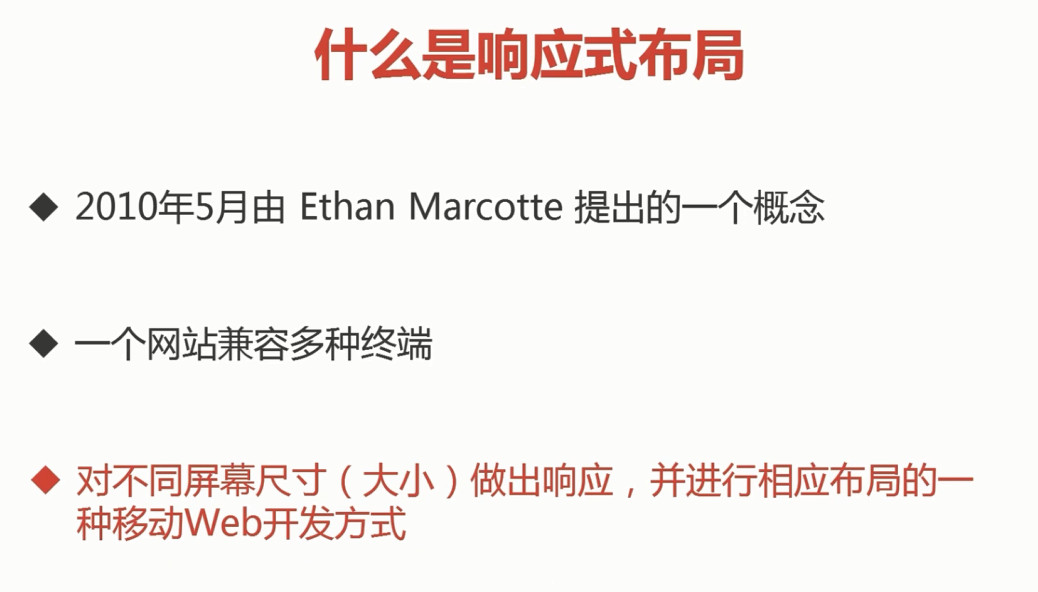 什么是响应式布局
◆ 2010年5月由 Ethan Marcotte 提出的一个概念
◆ 一个网站兼容多种终端
◆ 对不同屏幕尺寸（大小）做出响应，并进行相应布局的一
种移动Web开发方式